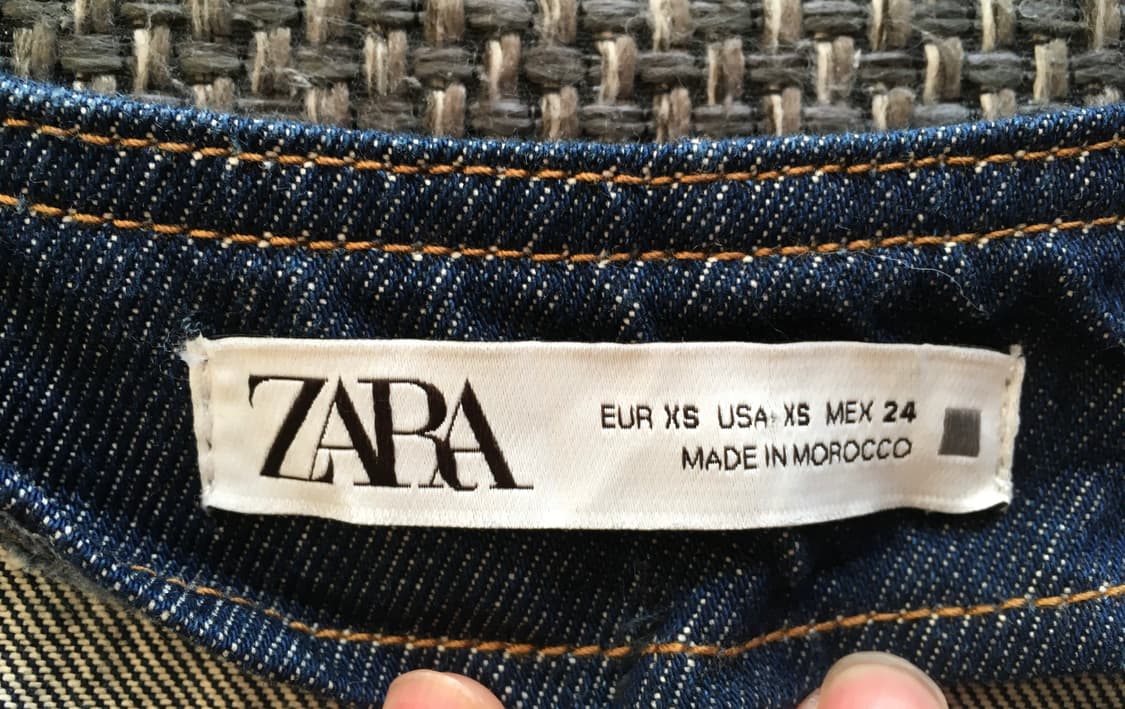 ZARA
EUR XS USA XS MEX 24
MADE IN MOROCCO